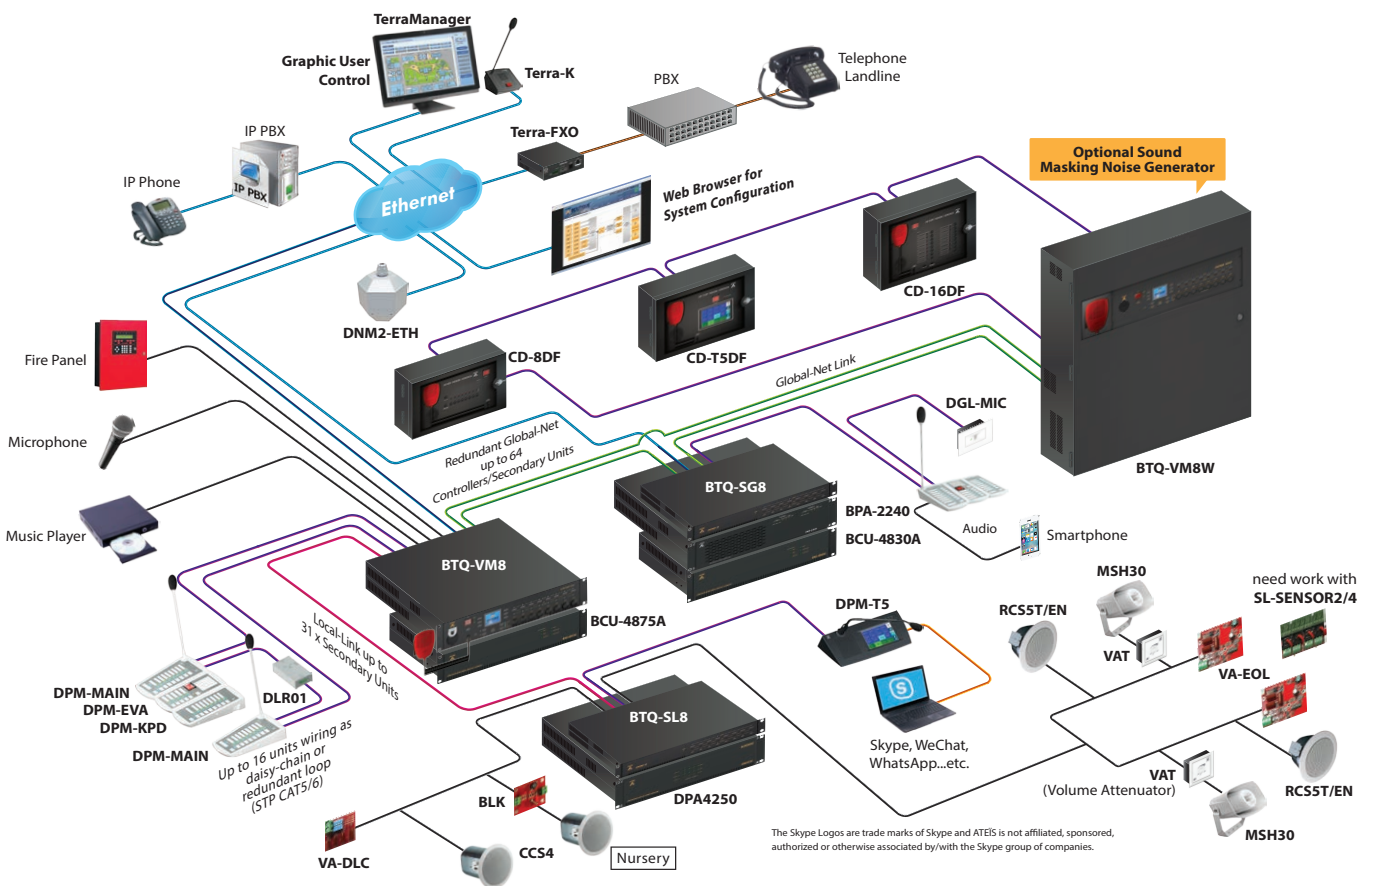 TerraManager
Graphic User
Control
Terra-K
PBX
Telephone
Landline
IP PBX
IP PBX
Terra-FXO
IP Phone
Ethernet
Web Browser for
System Configuration
Optional Sound
Masking Noise Generator
DNM2-ETH
CD-16DF
CD-T5DF
CD-8DF
Fire Panel
Global-Net Link
DGL-MIC
Microphone
Redundant Global-Net
up to 64
Controllers/Secondary Units
BTQ-VM8W
BTQ-SG8
BPA-2240
BCU-4830A
Audio
Smartphone
Music Player
BTQ-VM8
BCU-4875A
Local-Link up to
31 x Secondary Units
DPM-T5
MSH30
need work with
SL-SENSOR2/4
RCS5T/EN
VAT
VA-EOL
DPM-MAIN
DPM-EVA
DPM-KPD
DLR01
DPM-MAIN
Up to 16 units wiring as
daisy-chain or
redundant loop
(STP CAT5/6)
BTQ-SL8
DPA4250
Skype, WeChat,
WhatsApp...etc.
VAT
(Volume Attenuator)
RCS5T/EN
MSH30
BLK
VA-DLC
CCS4
Nursery
The Skype Logos are trade marks of Skype and ATEÏS is not affiliated, sponsored,
authorized or otherwise associated by/with the Skype group of companies.